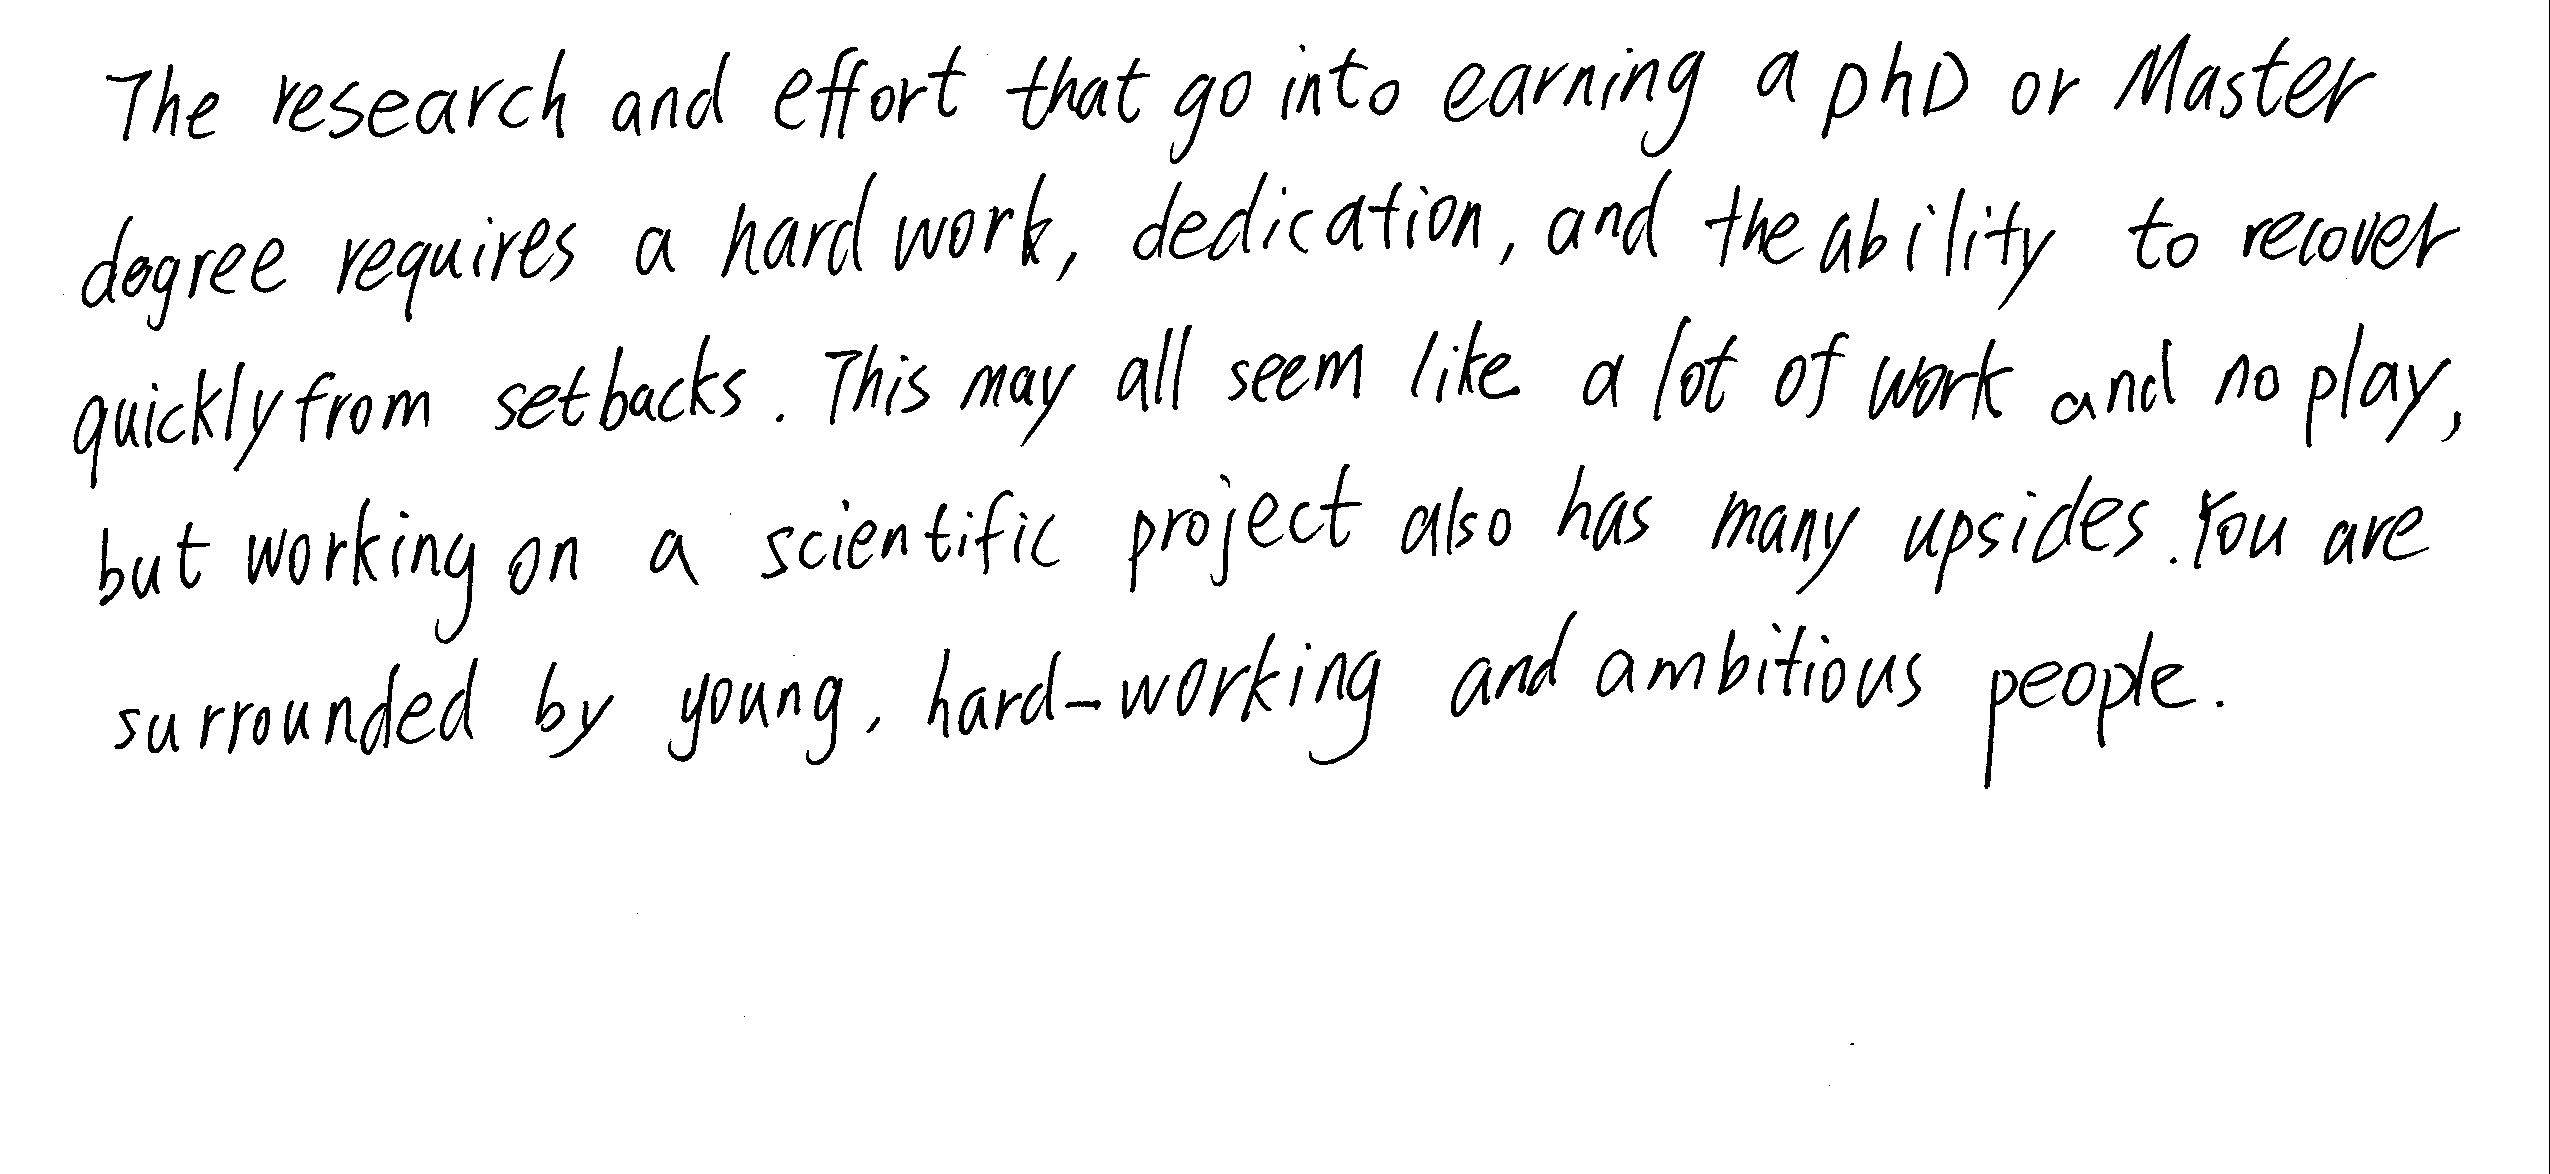 The research and effort that go into earning a phD or Master
degree requires a hard work, dedication, and the ability to recover
quickly from setbacks. This may all seem like a lot of work and no play,
but working on a scientific project also has many upsides. You are
surrounded by young, hard-working and ambitious people.